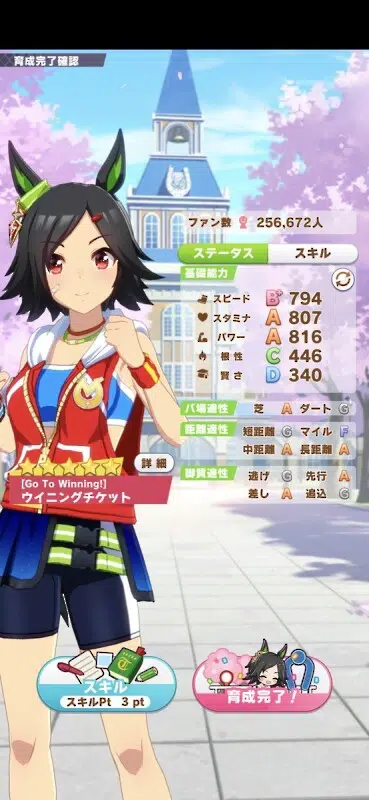 育成完了確認
ファン数 256,672人
ステータス スキル
基礎能力
スピード B+ 794
スタミナ A 807
パワー A 816
根性 C 446
賢さ D 340
バ場適性 芝 A ダート G
距離適性 短距離 G マイル F
中距離 A 長距離 A
脚質適性 逃げ G 先行 A
差し A 追込 G
詳細
[Go To Winning!]
ウイニングチケット
スキル
スキルPt 3 pt
育成完了！